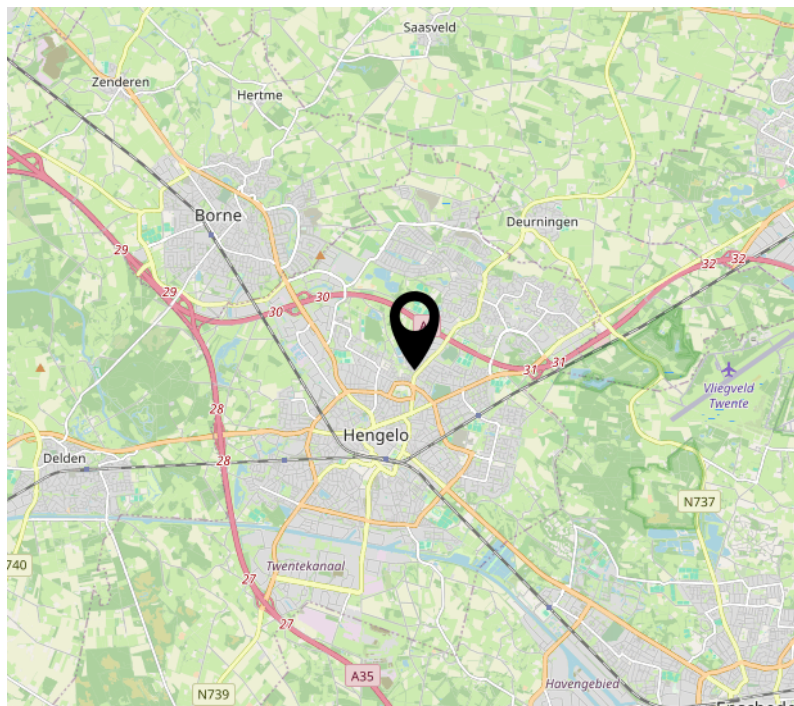 Saasveld
Zenderen
Hertme
Borne
Deurningen
29
32
32
29
30
30
31
31
Vliegveld
Twente
28
Hengelo
28
Delden
N737
740
Twentekanaal
27
27
A35
Havengebied
N739